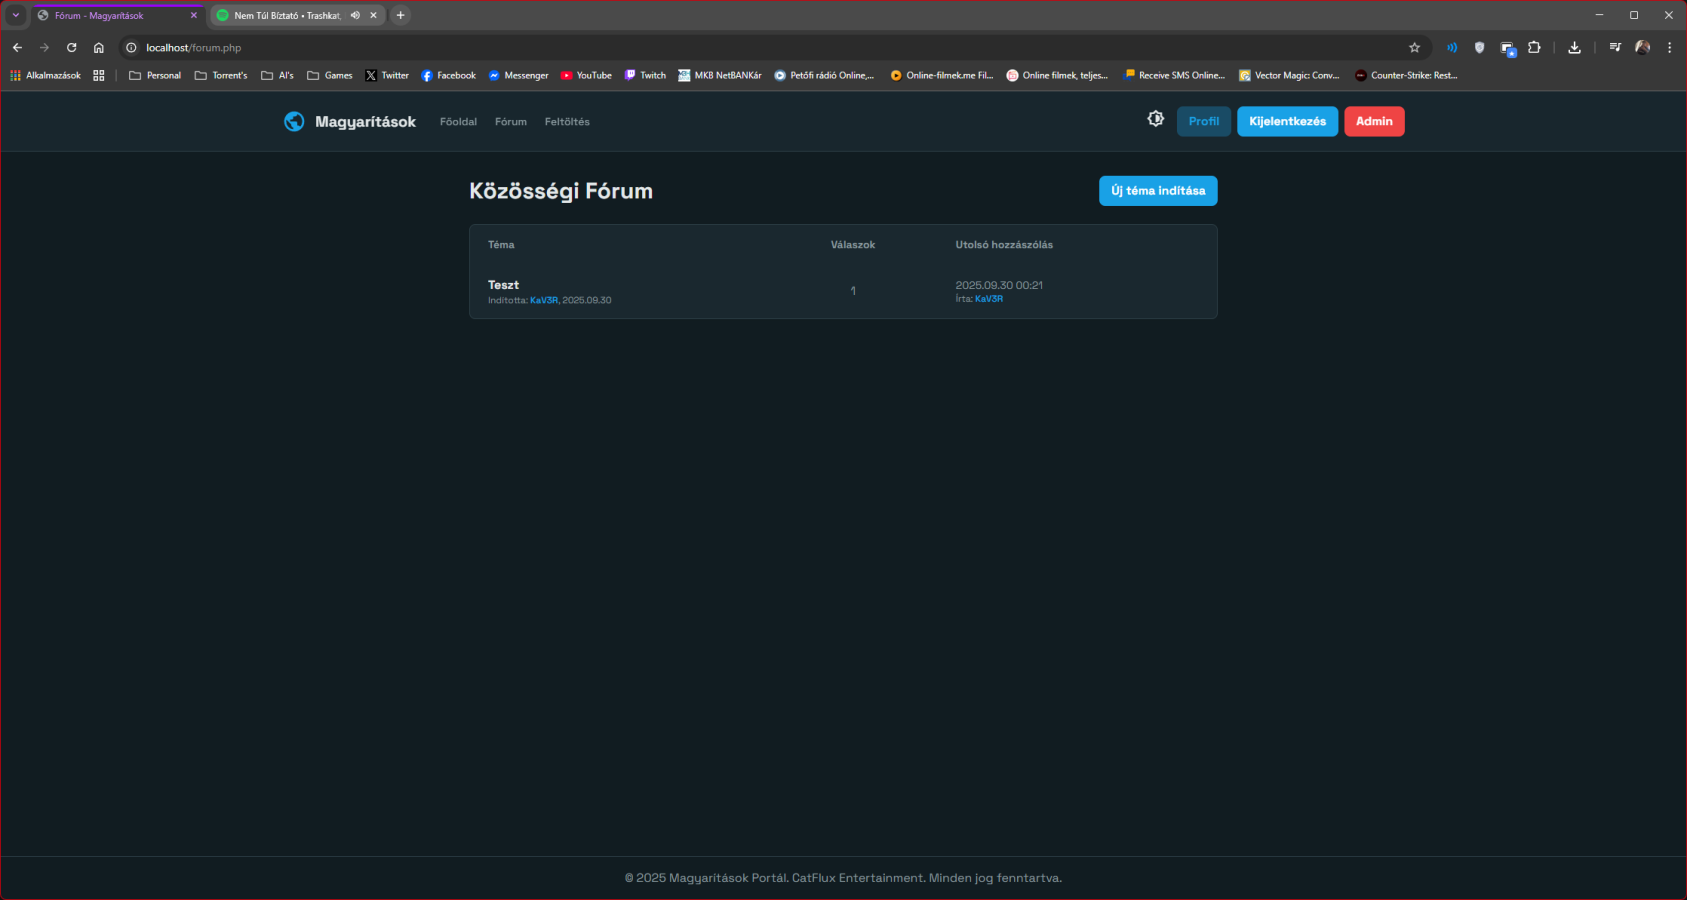 Fórum - Magyarítások
Nem Túl Bíztató • Trashkat,
localhost/forum.php
Alkalmazások Personal Torrent's AI's Games Twitter Facebook Messenger YouTube Twitch MKB NetBANKár Petőfi rádió Online,... Online-filmek.me Fil... Online filmek, teljes... Receive SMS Online... Vector Magic: Conv... Counter-Strike: Rest...
Magyarítások Főoldal Fórum Feltöltés Profil Kijelentkezés Admin
Közösségi Fórum Új téma indítása
Téma Válaszok Utolsó hozzászólás
Teszt
Indította: KaV3R, 2025.09.30
1
2025.09.30 00:21
Írta: KaV3R
© 2025 Magyarítások Portál. CatFlux Entertainment. Minden jog fenntartva.